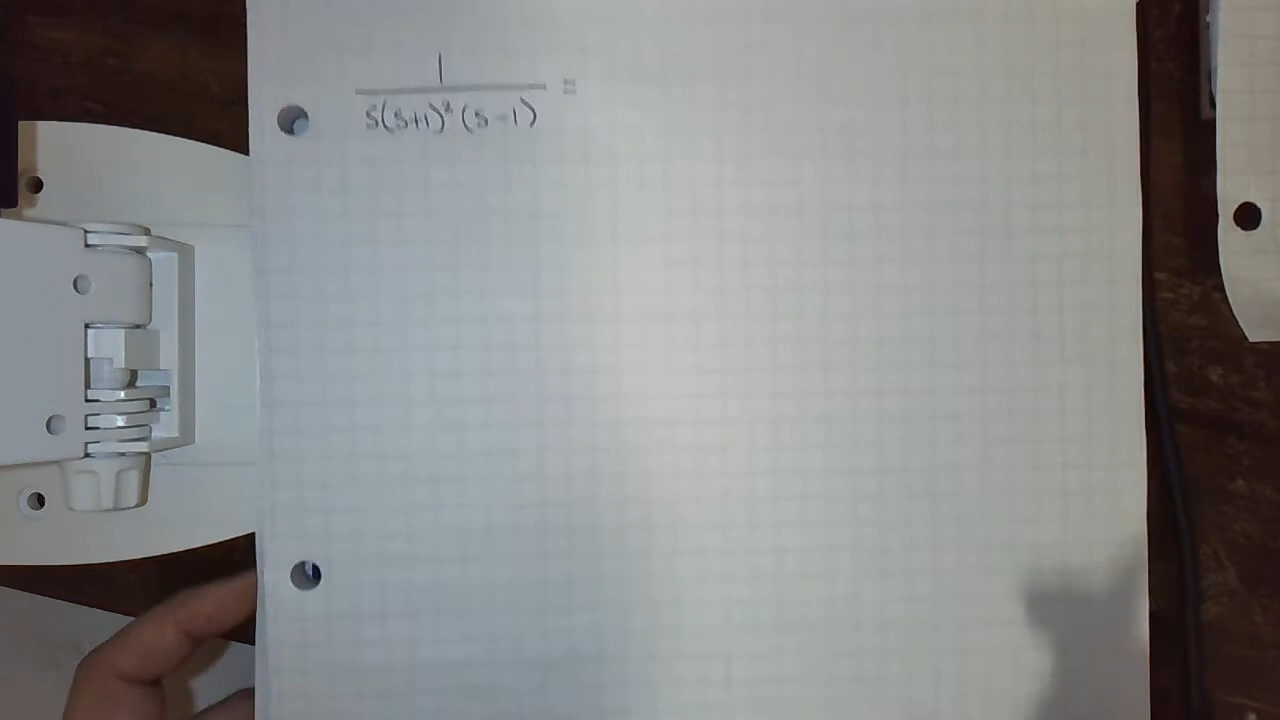 1
s(s+1)² (s-1) =